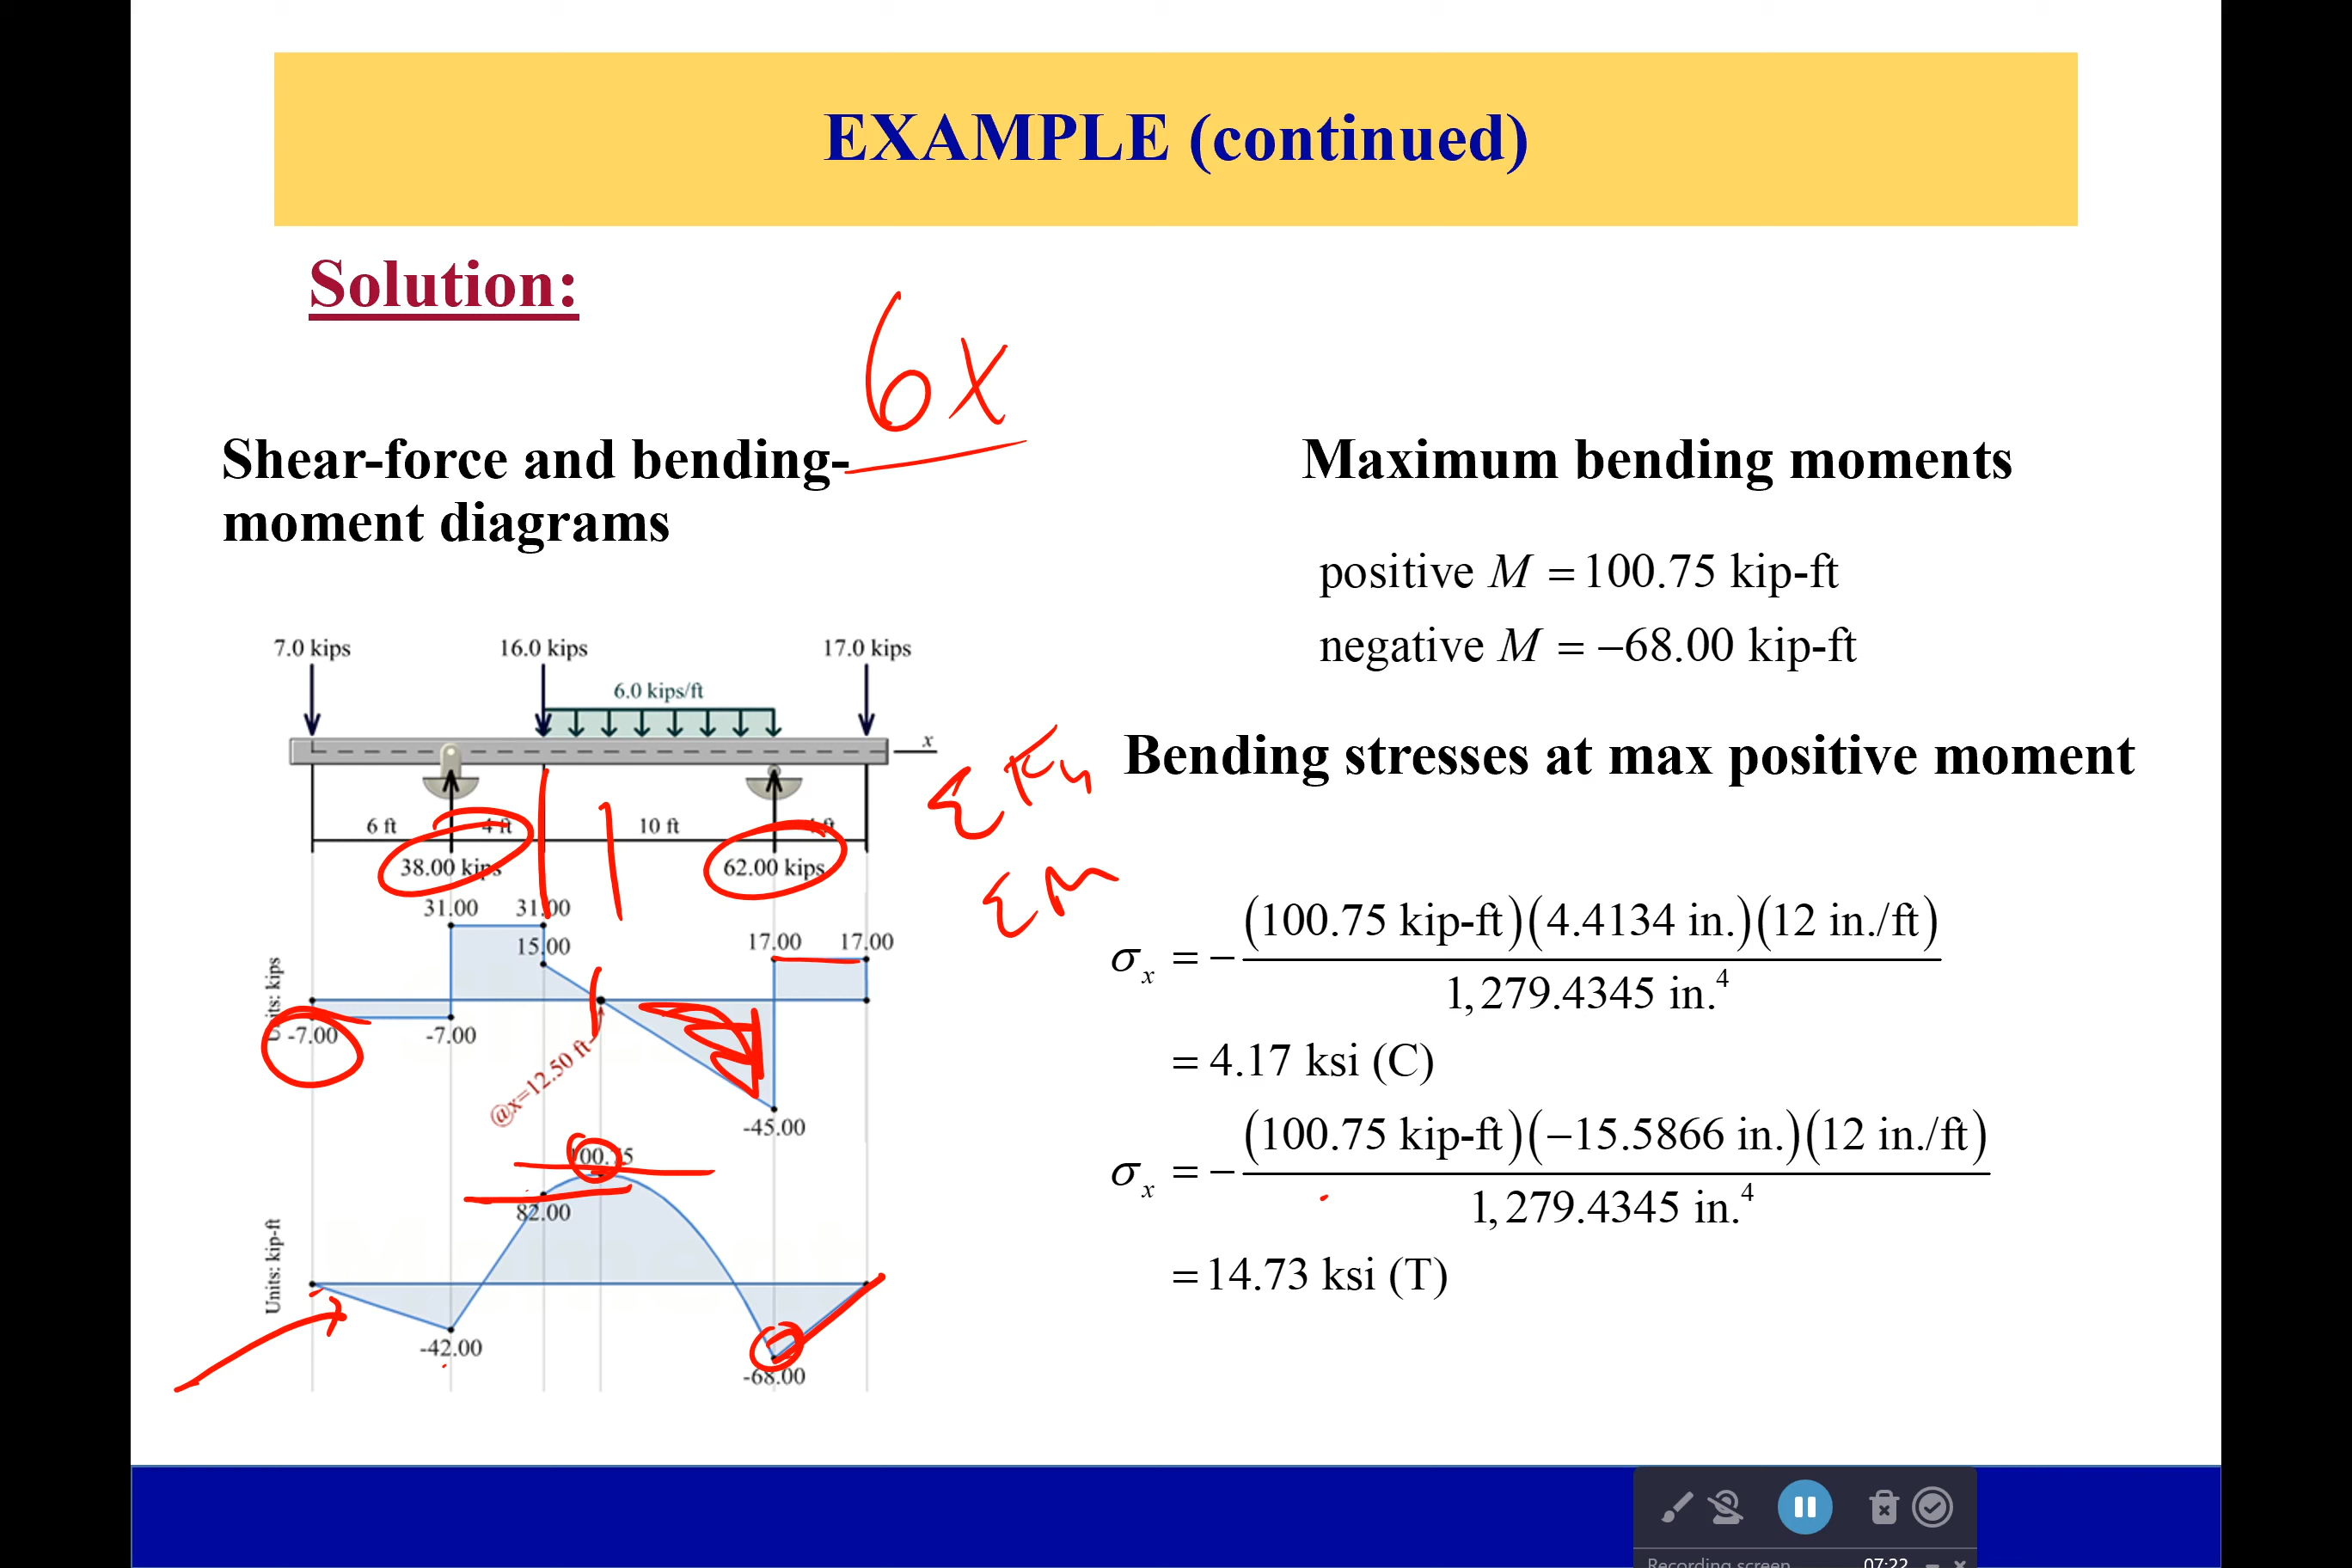 EXAMPLE (continued)
Solution:
6x
Shear-force and bending-
moment diagrams
7.0 kips 16.0 kips 17.0 kips
6.0 kips/ft
x
6 ft 4 ft 10 ft
38.00 kips 62.00 kips
31.00 31.00
15.00 17.00 17.00
Units: kips
-7.00 -7.00
@x=12.50 ft
-45.00
100.75
82.00
Units: kip-ft
-42.00
-68.00
ΣFy
ΣM
Maximum bending moments
positive M = 100.75 kip-ft
negative M = −68.00 kip-ft
Bending stresses at max positive moment
(100.75 kip-ft)(4.4134 in.)(12 in./ft)
σx = −
1,279.4345 in.4
= 4.17 ksi (C)
(100.75 kip-ft)(−15.5866 in.)(12 in./ft)
σx = −
1,279.4345 in.4
= 14.73 ksi (T)
Recording screen 07:22